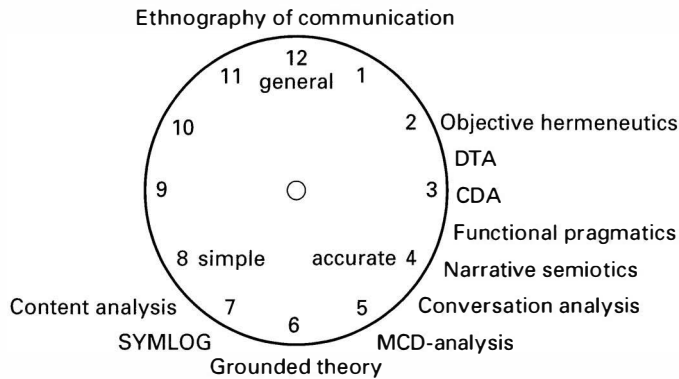 Ethnography of communication
12
11 general 1
10 2 Objective hermeneutics
DTA
9 3 CDA
Functional pragmatics
8 simple accurate 4
Narrative semiotics
Content analysis 7 5 Conversation analysis
6
SYMLOG MCD-analysis
Grounded theory